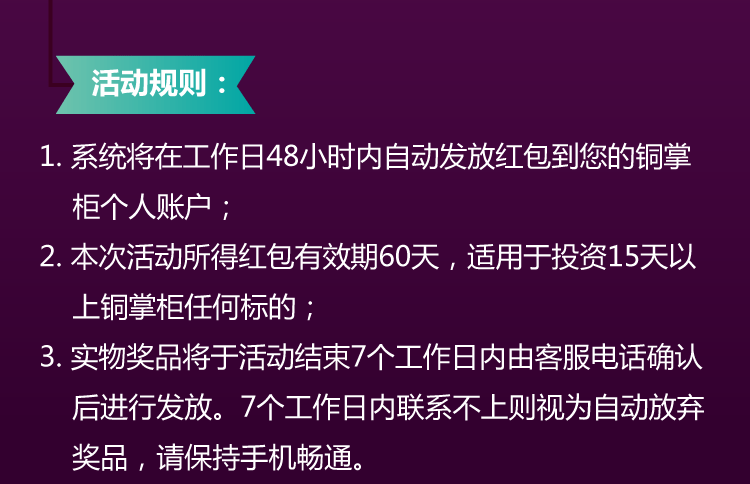 活动规则：
1. 系统将在工作日48小时内自动发放红包到您的铜掌
柜个人账户；
2. 本次活动所得红包有效期60天，适用于投资15天以
上铜掌柜任何标的；
3. 实物奖品将于活动结束7个工作日内由客服电话确认
后进行发放。7个工作日内联系不上则视为自动放弃
奖品，请保持手机畅通。